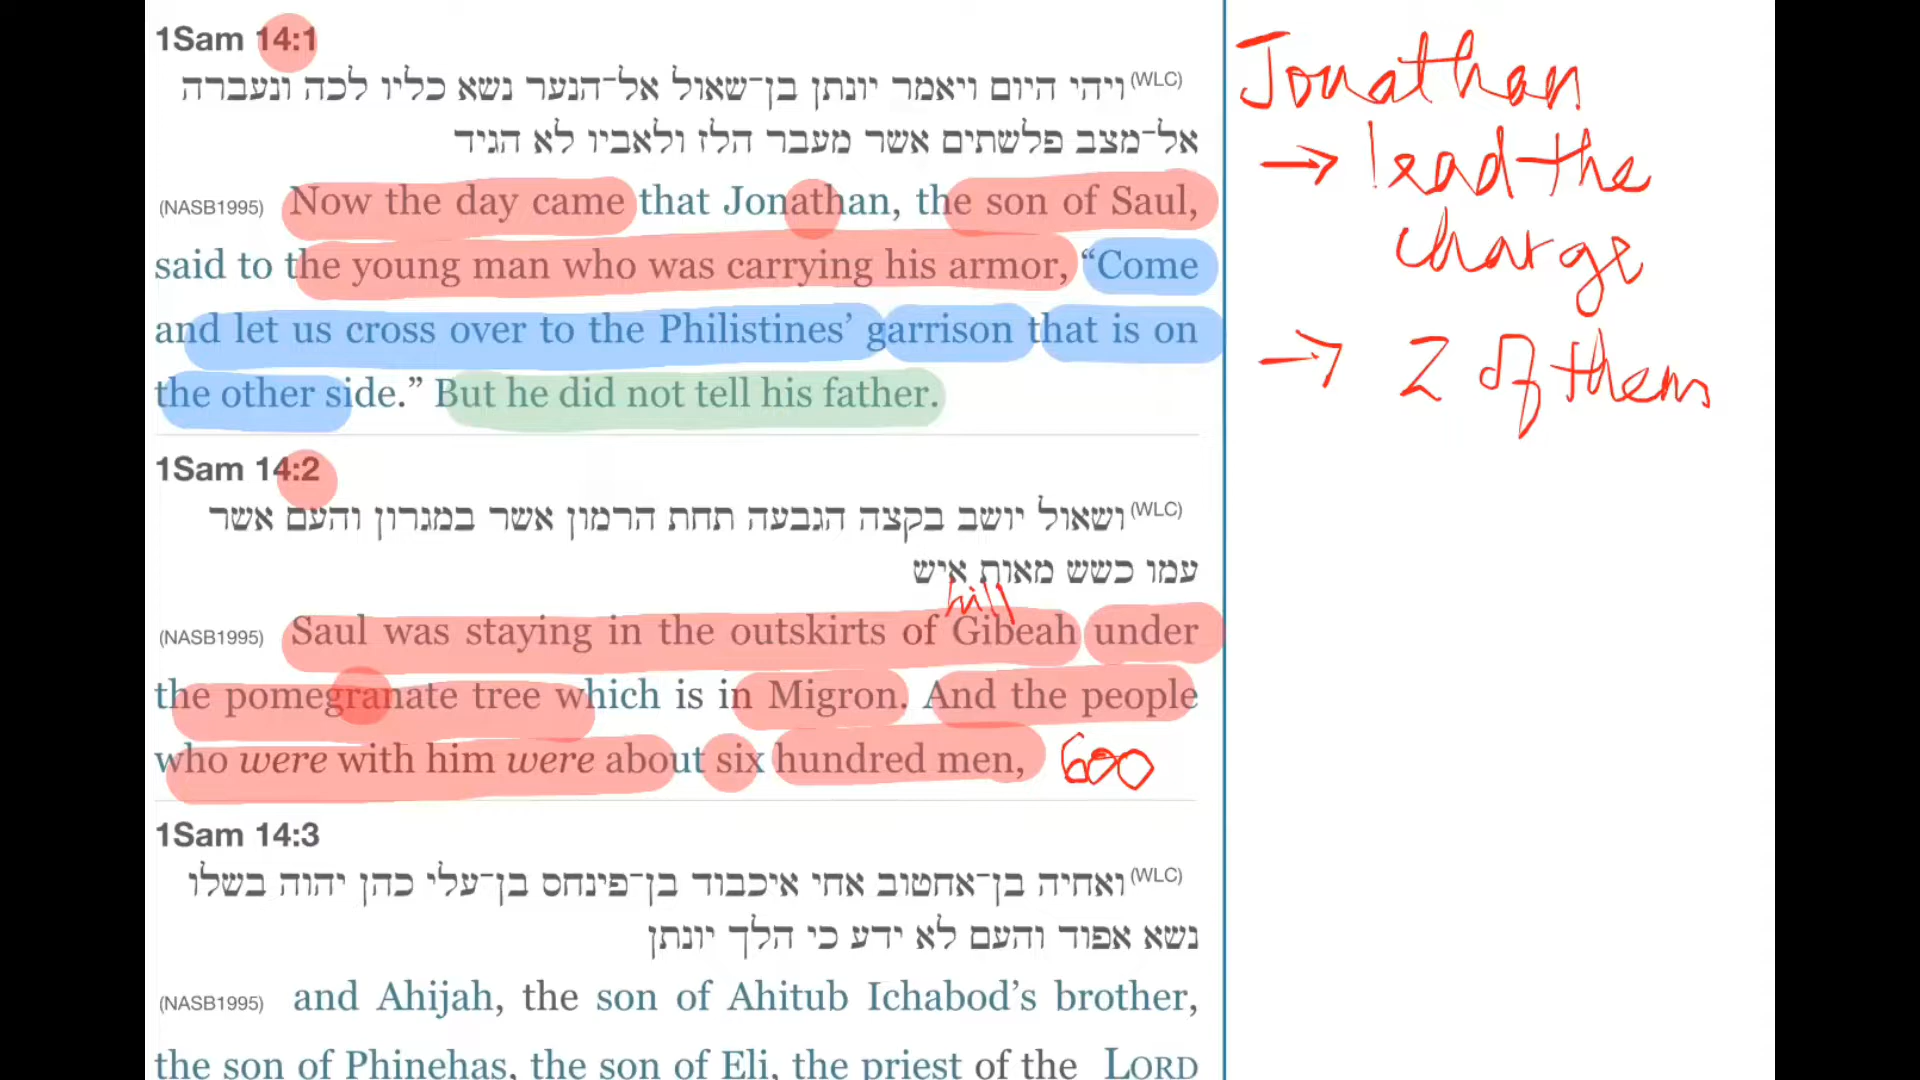 1Sam 14:1
ויהי היום ויאמר יונתן בן־שאול אל־הנער נשא כליו לכה ונעברה (WLC)
אל־מצב פלשתים אשר מעבר הלז ולאביו לא הגיד
(NASB1995) Now the day came that Jonathan, the son of Saul,
said to the young man who was carrying his armor, “Come
and let us cross over to the Philistines’ garrison that is on
the other side.” But he did not tell his father.
1Sam 14:2
ושאול יושב בקצה הגבעה תחת הרמון אשר במגרון והעם אשר (WLC)
עמו כשש מאות איש
hill
(NASB1995) Saul was staying in the outskirts of Gibeah under
the pomegranate tree which is in Migron. And the people
who were with him were about six hundred men, 600
1Sam 14:3
ואחיה בן־אחטוב אחי איכבוד בן־פינחס בן־עלי כהן יהוה בשלו (WLC)
נשא אפוד והעם לא ידע כי הלך יונתן
(NASB1995) and Ahijah, the son of Ahitub Ichabod’s brother,
the son of Phinehas, the son of Eli, the priest of the LORD
Jonathan
→ lead the
charge
→ 2 of them